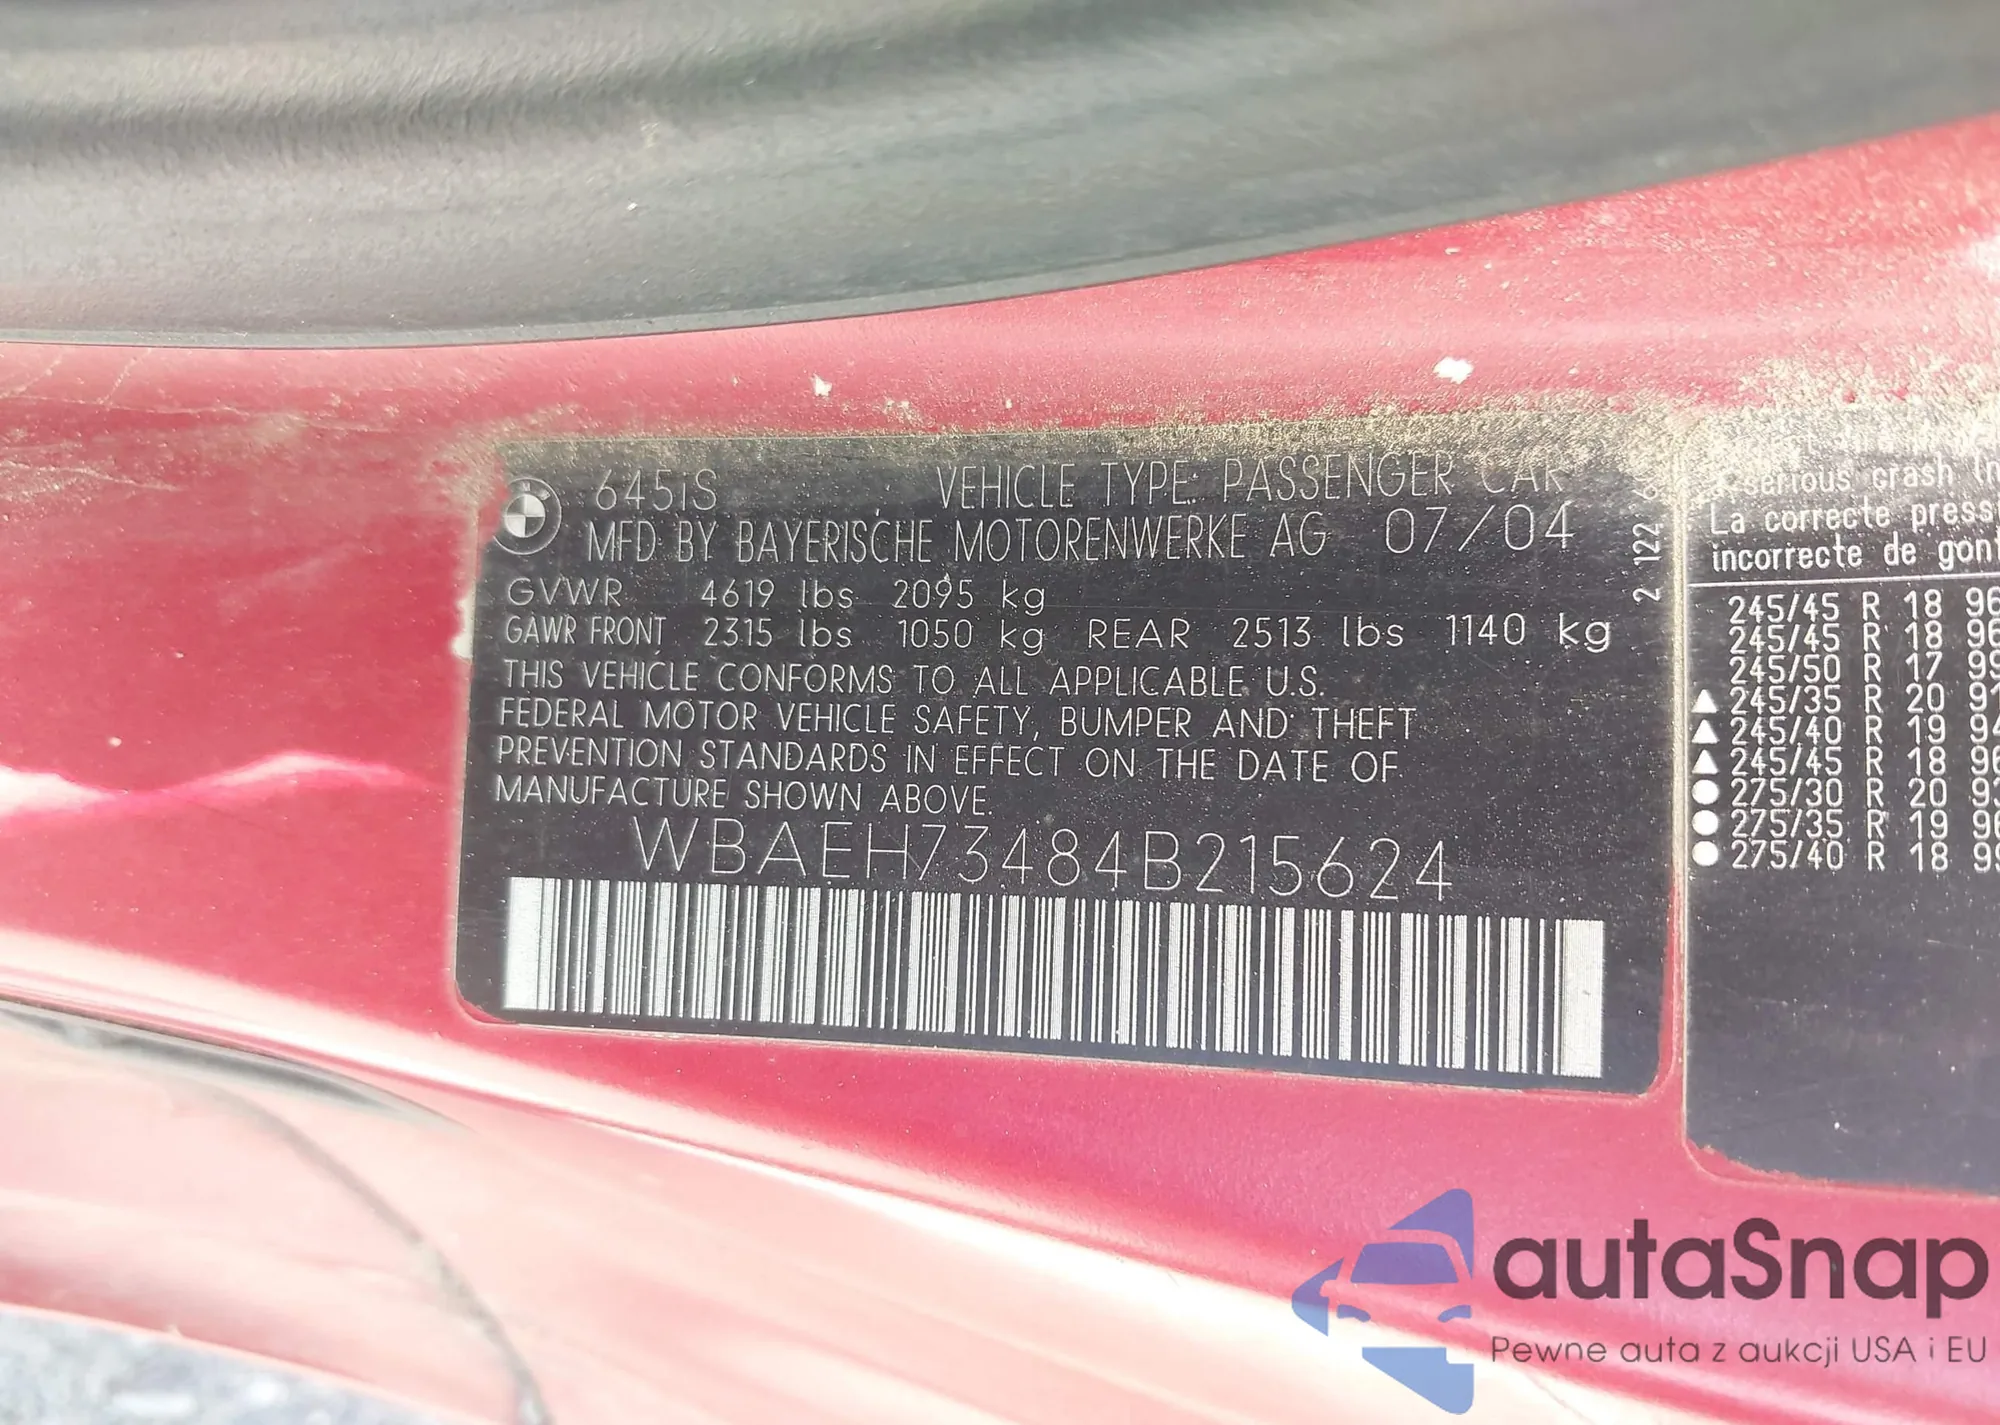 645iS VEHICLE TYPE: PASSENGER CAR
MFD BY BAYERISCHE MOTORENWERKE AG 07/04
GVWR 4619 lbs 2095 kg
GAWR FRONT 2315 lbs 1050 kg REAR 2513 lbs 1140 kg
THIS VEHICLE CONFORMS TO ALL APPLICABLE U.S.
FEDERAL MOTOR VEHICLE SAFETY, BUMPER AND THEFT
PREVENTION STANDARDS IN EFFECT ON THE DATE OF
MANUFACTURE SHOWN ABOVE.
WBAEH73484B215624
2 122
serious crash
La correcte
incorrecte de
245/45 R 18 96
245/45 R 18 96
245/50 R 17 99
▲ 245/35 R 20 91
▲ 245/40 R 19 94
▲ 245/45 R 18 96
● 275/30 R 20 93
● 275/35 R 19 96
● 275/40 R 18 99
autaSnap
Pewne auta z aukcji USA i EU